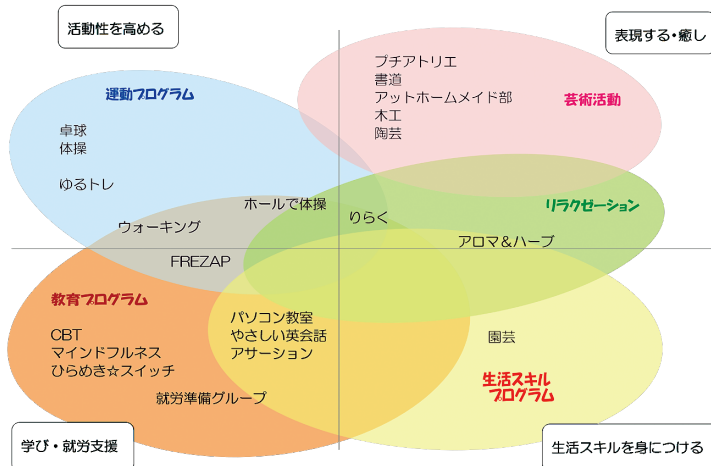 活動性を高める
表現する・癒し
運動プログラム
卓球
体操
ゆるトレ
プチアトリエ
書道
アットホームメイド部
木工
陶芸
芸術活動
ホールで体操
りらく
リラクゼーション
ウォーキング
アロマ&ハーブ
FREZAP
教育プログラム
CBT
マインドフルネス
ひらめき☆スイッチ
パソコン教室
やさしい英会話
アサーション
就労準備グループ
園芸
生活スキル
プログラム
学び・就労支援
生活スキルを身につける